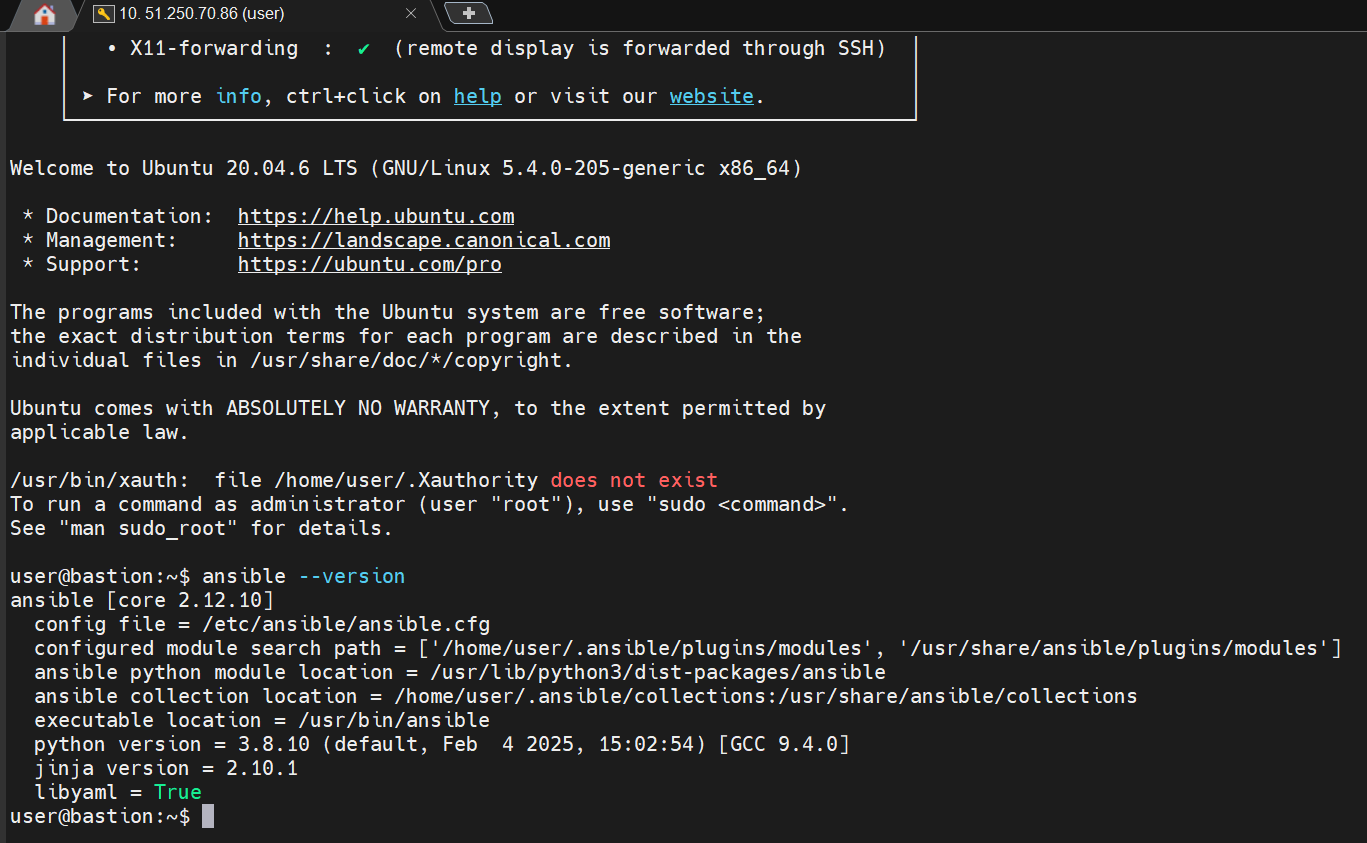 10. 51.250.70.86 (user)
• X11-forwarding  :  ✔  (remote display is forwarded through SSH)
➤ For more info, ctrl+click on help or visit our website.
Welcome to Ubuntu 20.04.6 LTS (GNU/Linux 5.4.0-205-generic x86_64)
* Documentation:  https://help.ubuntu.com
* Management:     https://landscape.canonical.com
* Support:        https://ubuntu.com/pro
The programs included with the Ubuntu system are free software;
the exact distribution terms for each program are described in the
individual files in /usr/share/doc/*/copyright.
Ubuntu comes with ABSOLUTELY NO WARRANTY, to the extent permitted by
applicable law.
/usr/bin/xauth:  file /home/user/.Xauthority does not exist
To run a command as administrator (user "root"), use "sudo <command>".
See "man sudo_root" for details.
user@bastion:~$ ansible --version
ansible [core 2.12.10]
  config file = /etc/ansible/ansible.cfg
  configured module search path = ['/home/user/.ansible/plugins/modules', '/usr/share/ansible/plugins/modules']
  ansible python module location = /usr/lib/python3/dist-packages/ansible
  ansible collection location = /home/user/.ansible/collections:/usr/share/ansible/collections
  executable location = /usr/bin/ansible
  python version = 3.8.10 (default, Feb  4 2025, 15:02:54) [GCC 9.4.0]
  jinja version = 2.10.1
  libyaml = True
user@bastion:~$